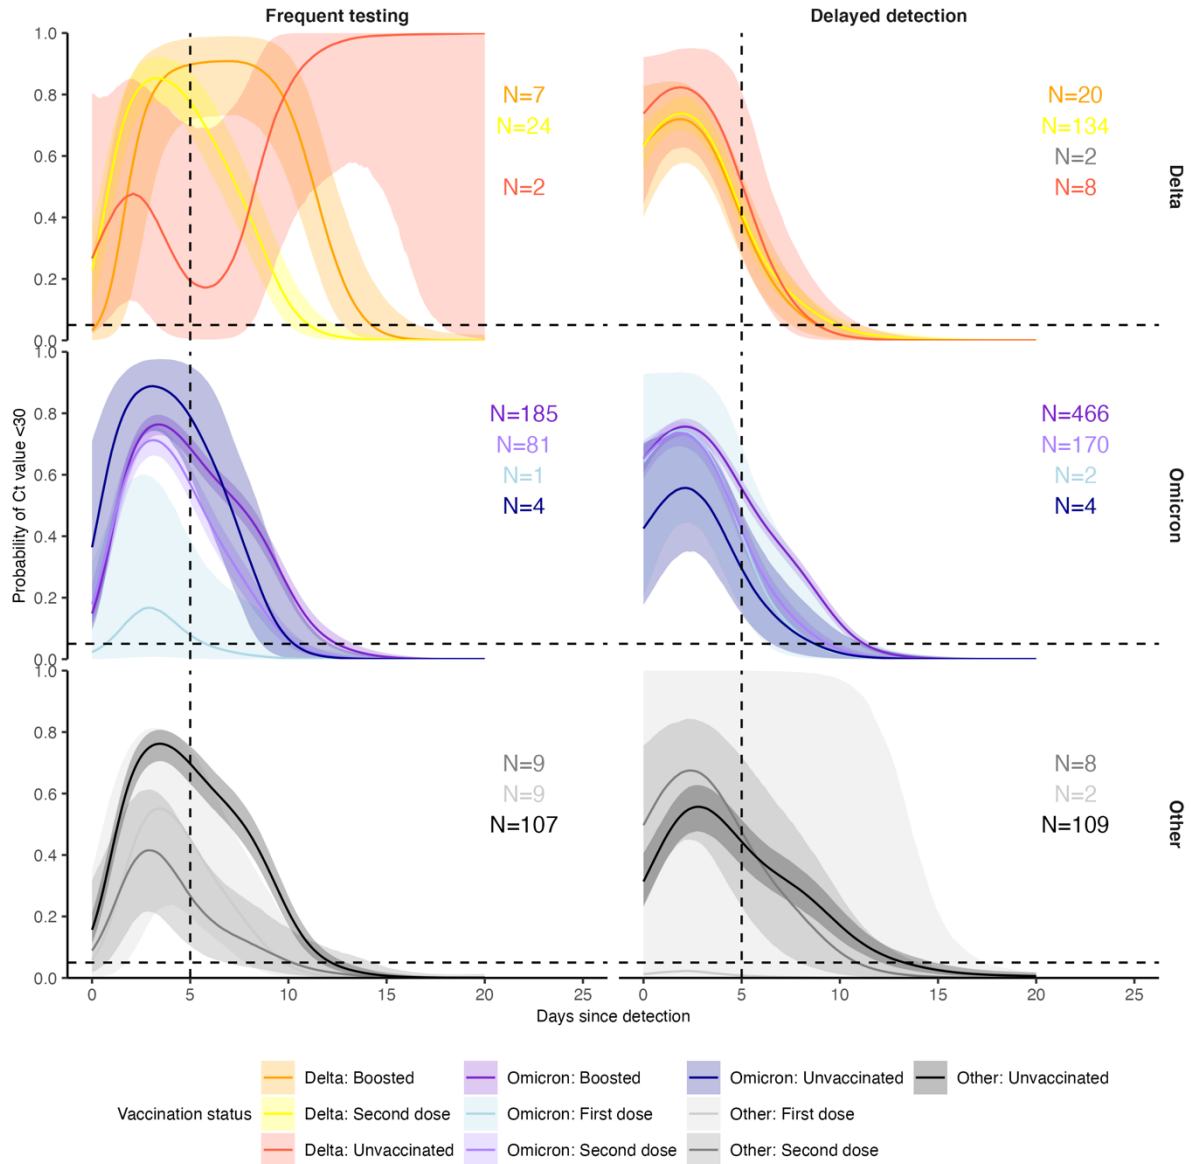 Frequent testing
Delayed detection
Probability of Ct value <30
1.0
0.8
0.6
0.4
0.2
0.0
N=7
N=24
N=2
N=20
N=134
N=2
N=8
Delta
1.0
0.8
0.6
0.4
0.2
0.0
N=185
N=81
N=1
N=4
N=466
N=170
N=2
N=4
Omicron
1.0
0.8
0.6
0.4
0.2
0.0
N=9
N=9
N=107
N=8
N=2
N=109
Other
0 5 10 15 20 25
0 5 10 15 20 25
Days since detection
Vaccination status
Delta: Boosted
Delta: Second dose
Delta: Unvaccinated
Omicron: Boosted
Omicron: First dose
Omicron: Second dose
Omicron: Unvaccinated
Other: First dose
Other: Second dose
Other: Unvaccinated